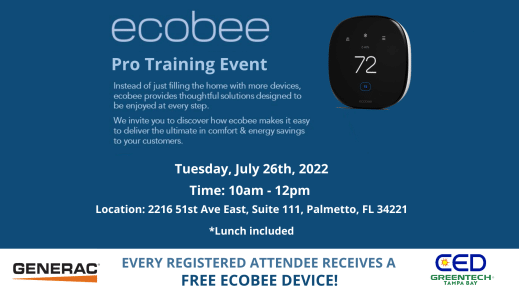 ecobee
Pro Training Event
Instead of just filling the home with more devices,
ecobee provides thoughtful solutions designed to
be enjoyed at every step.
We invite you to discover how ecobee makes it easy
to deliver the ultimate in comfort & energy savings
to your customers.
72
Tuesday, July 26th, 2022
Time: 10am - 12pm
Location: 2216 51st Ave East, Suite 111, Palmetto, FL 34221
*Lunch included
GENERAC
EVERY REGISTERED ATTENDEE RECEIVES A
FREE ECOBEE DEVICE!
CED
GREENTECH
TAMPA BAY